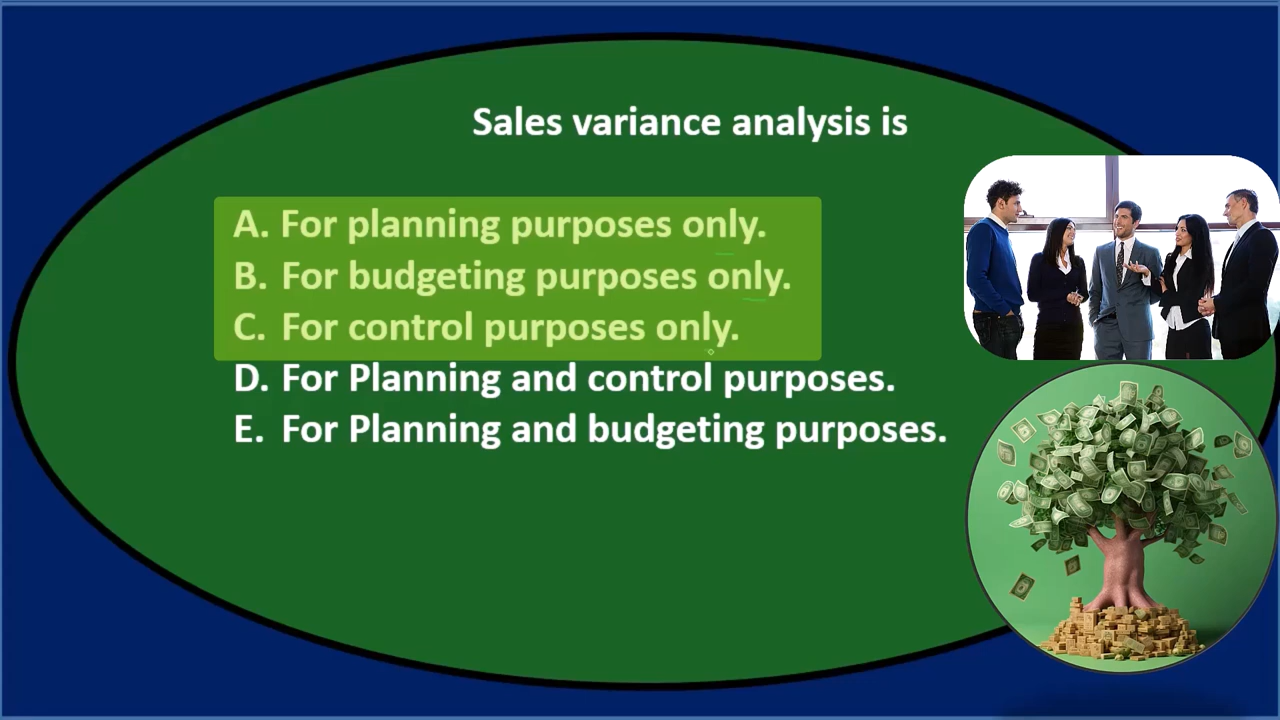 Sales variance analysis is
A. For planning purposes only.
B. For budgeting purposes only.
C. For control purposes only.
D. For Planning and control purposes.
E. For Planning and budgeting purposes.